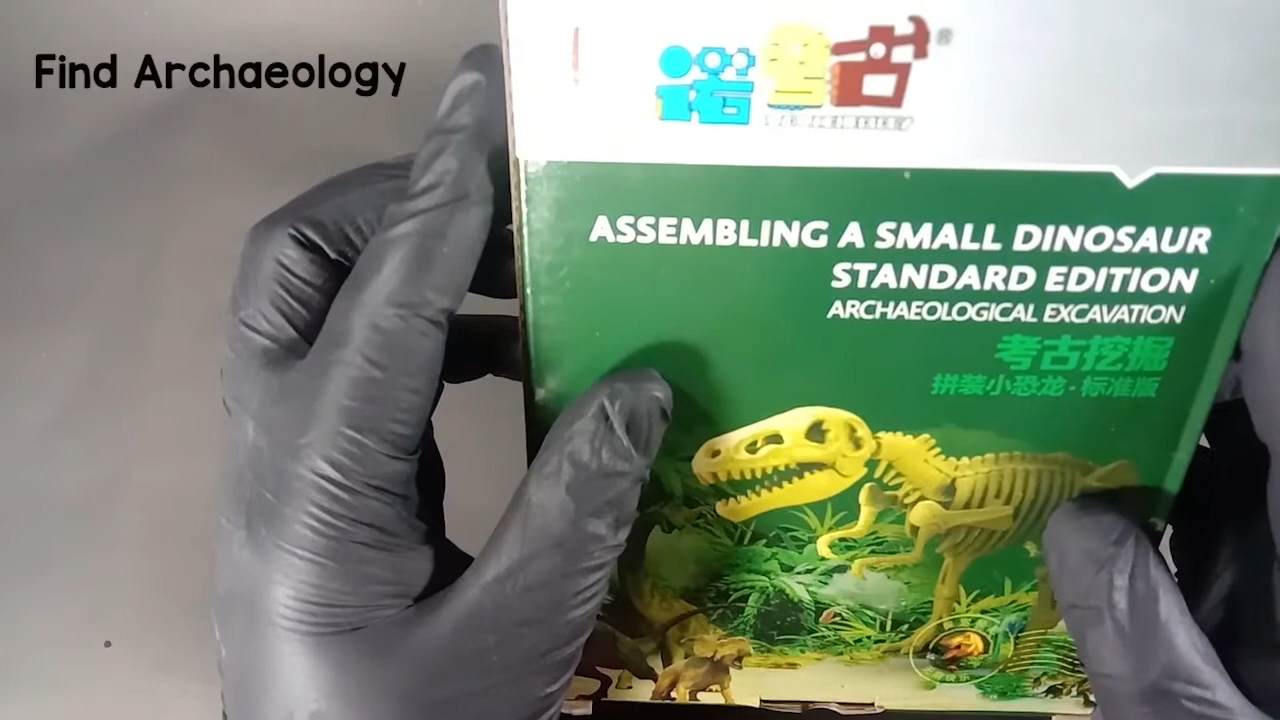 Find Archaeology
诺鲁古®
ASSEMBLING A SMALL DINOSAUR
STANDARD EDITION
ARCHAEOLOGICAL EXCAVATION
考古挖掘
拼装小恐龙·标准版